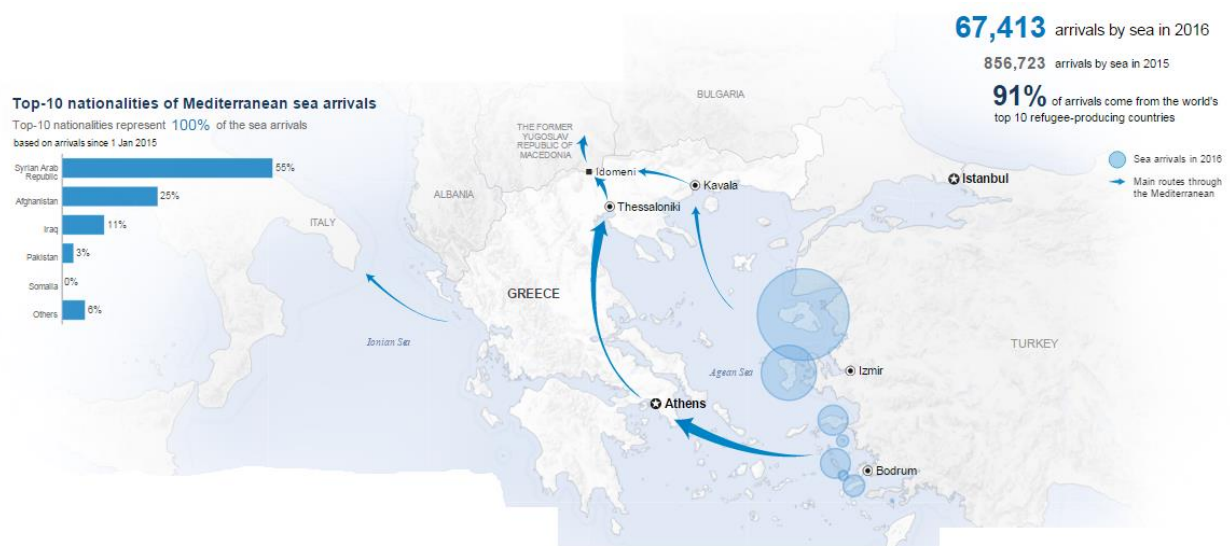 67,413 arrivals by sea in 2016
856,723 arrivals by sea in 2015
91% of arrivals come from the world's
top 10 refugee-producing countries
Sea arrivals in 2016
Main routes through
the Mediterranean
Top-10 nationalities of Mediterranean sea arrivals
Top-10 nationalities represent 100% of the sea arrivals
based on arrivals since 1 Jan 2015
Syrian Arab
Republic
55%
Afghanistan
25%
Iraq
11%
Pakistan
3%
Somalia
0%
Others
6%
BULGARIA
THE FORMER
YUGOSLAV
REPUBLIC OF
MACEDONIA
Idomeni
Kavala
Istanbul
ALBANIA
Thessaloniki
ITALY
GREECE
Ionian Sea
Agean Sea
TURKEY
Izmir
Athens
Bodrum